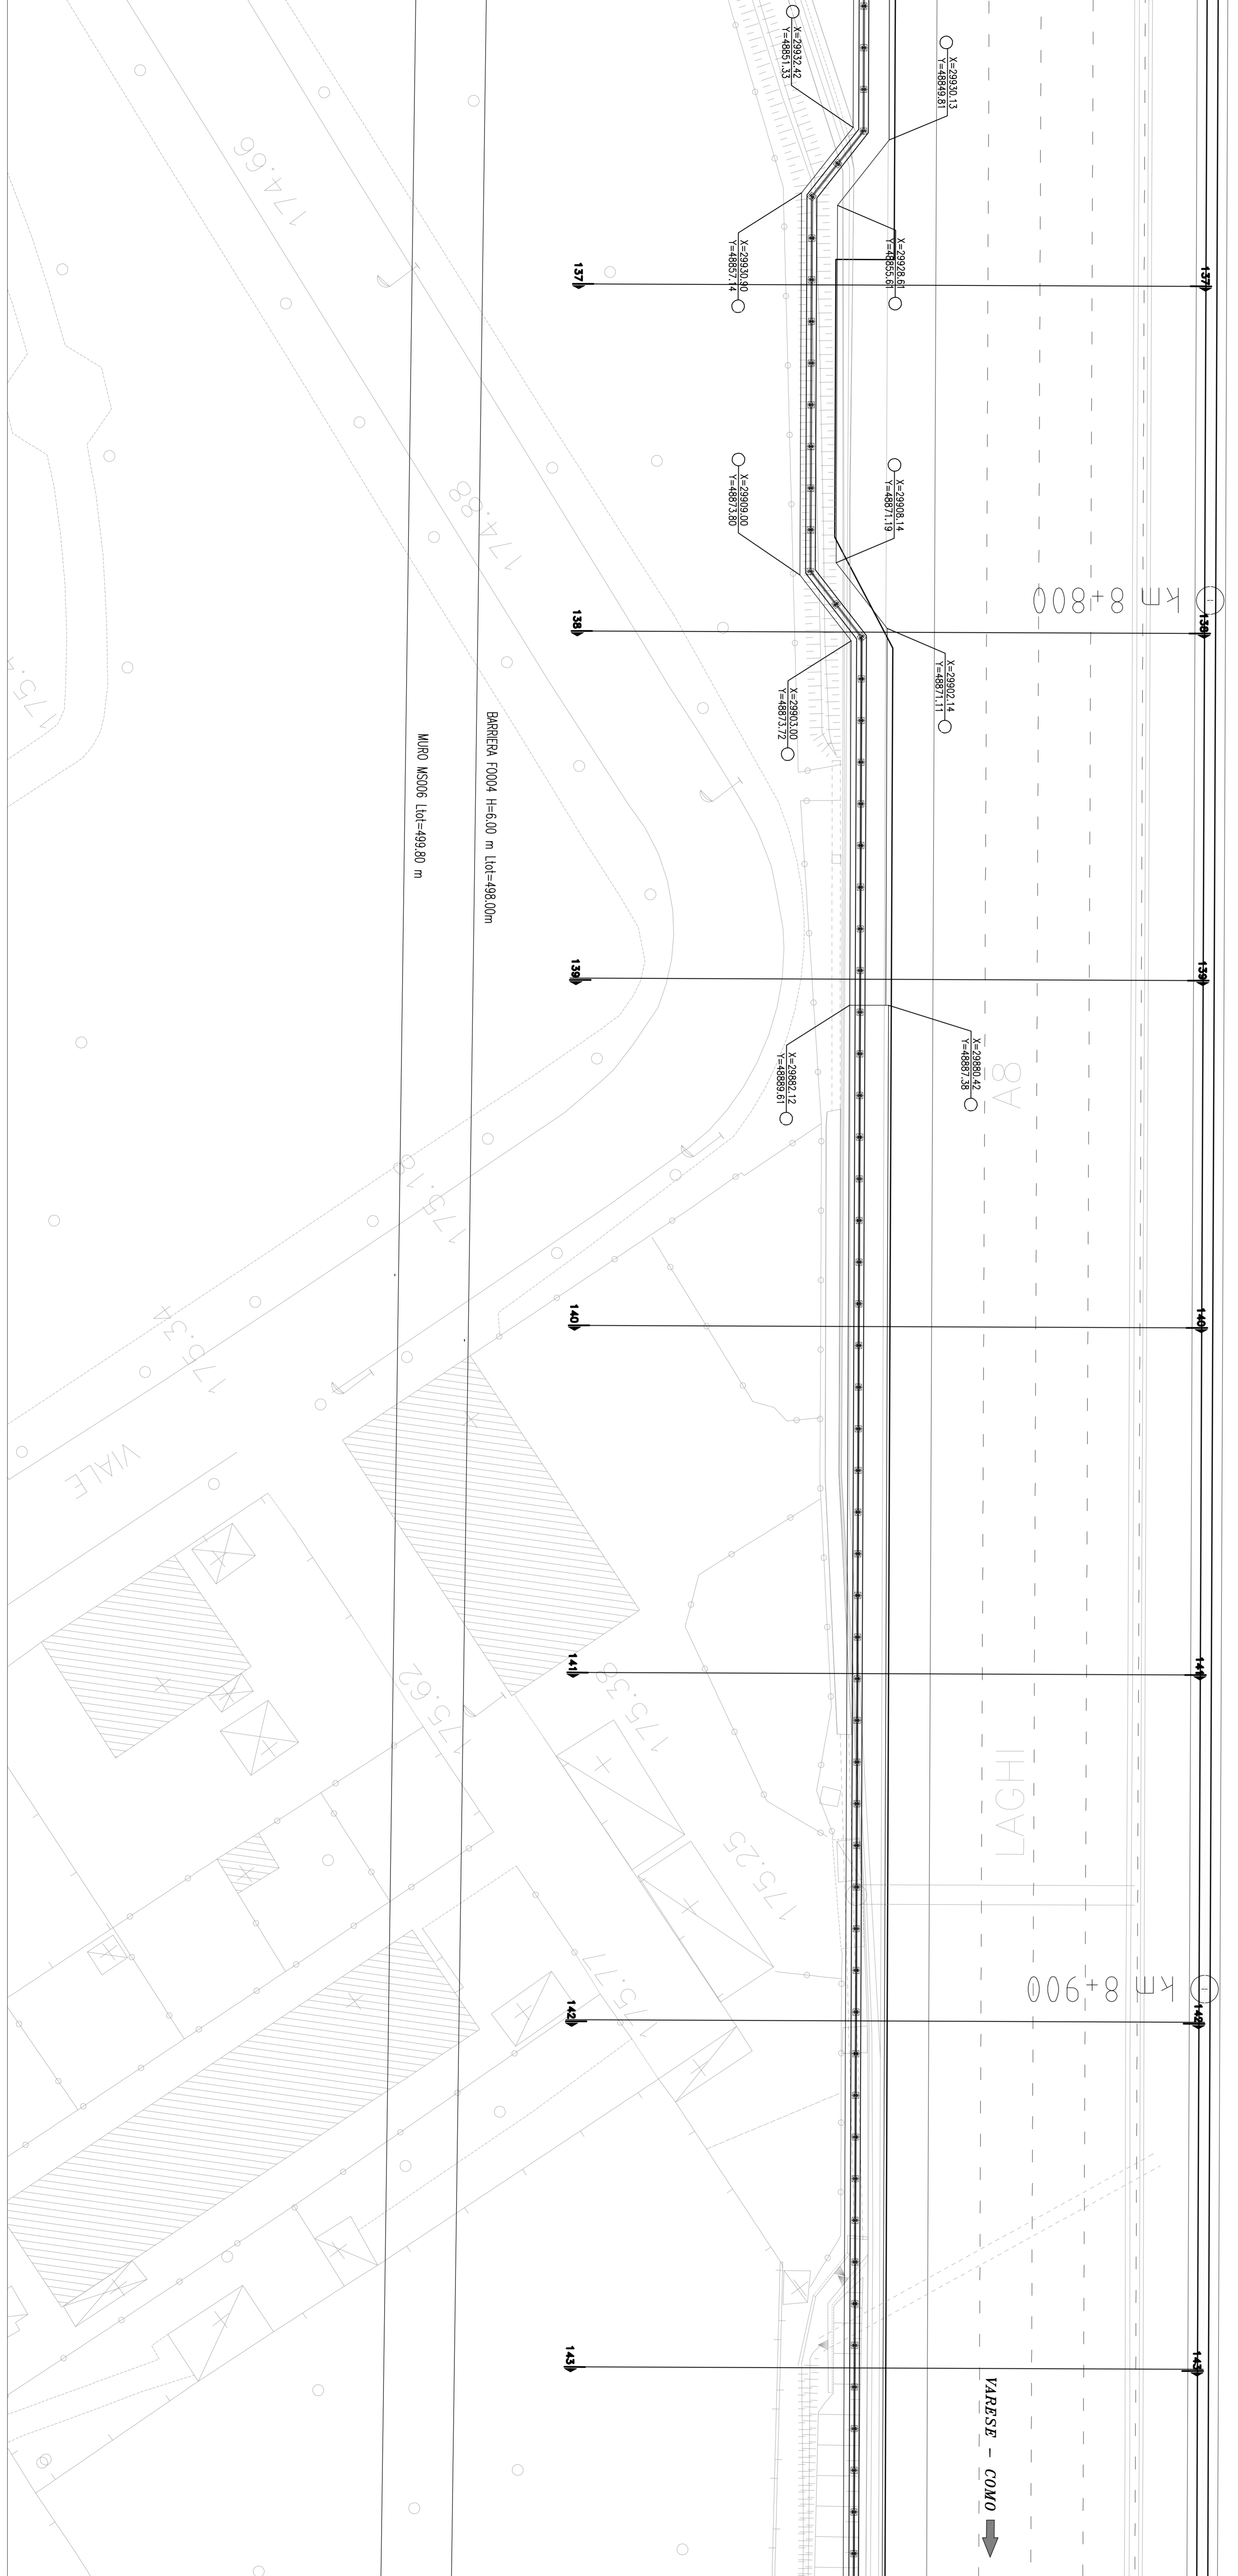 X=29932.42
Y=48851.33
X=29930.13
Y=48849.81
174.66
X=29930.90
Y=48857.14
X=29928.61
Y=48855.61
137
137
X=29909.00
Y=48873.80
X=29908.14
Y=48871.19
174.88
km 8+800
138
138
X=29903.00
Y=48873.72
X=29902.14
Y=48871.11
BARRIERA FO004 H=6.00 m Ltot=498.00m
MURO MS006 Ltot=499.80 m
139
139
X=29882.12
Y=48889.61
X=29880.42
Y=48887.38
A8
175.18
140
140
175.34
VIALE
141
141
175.62
175.38
LAGHI
175.25
175.77
km 8+900
142
142
143
143
VARESE - COMO